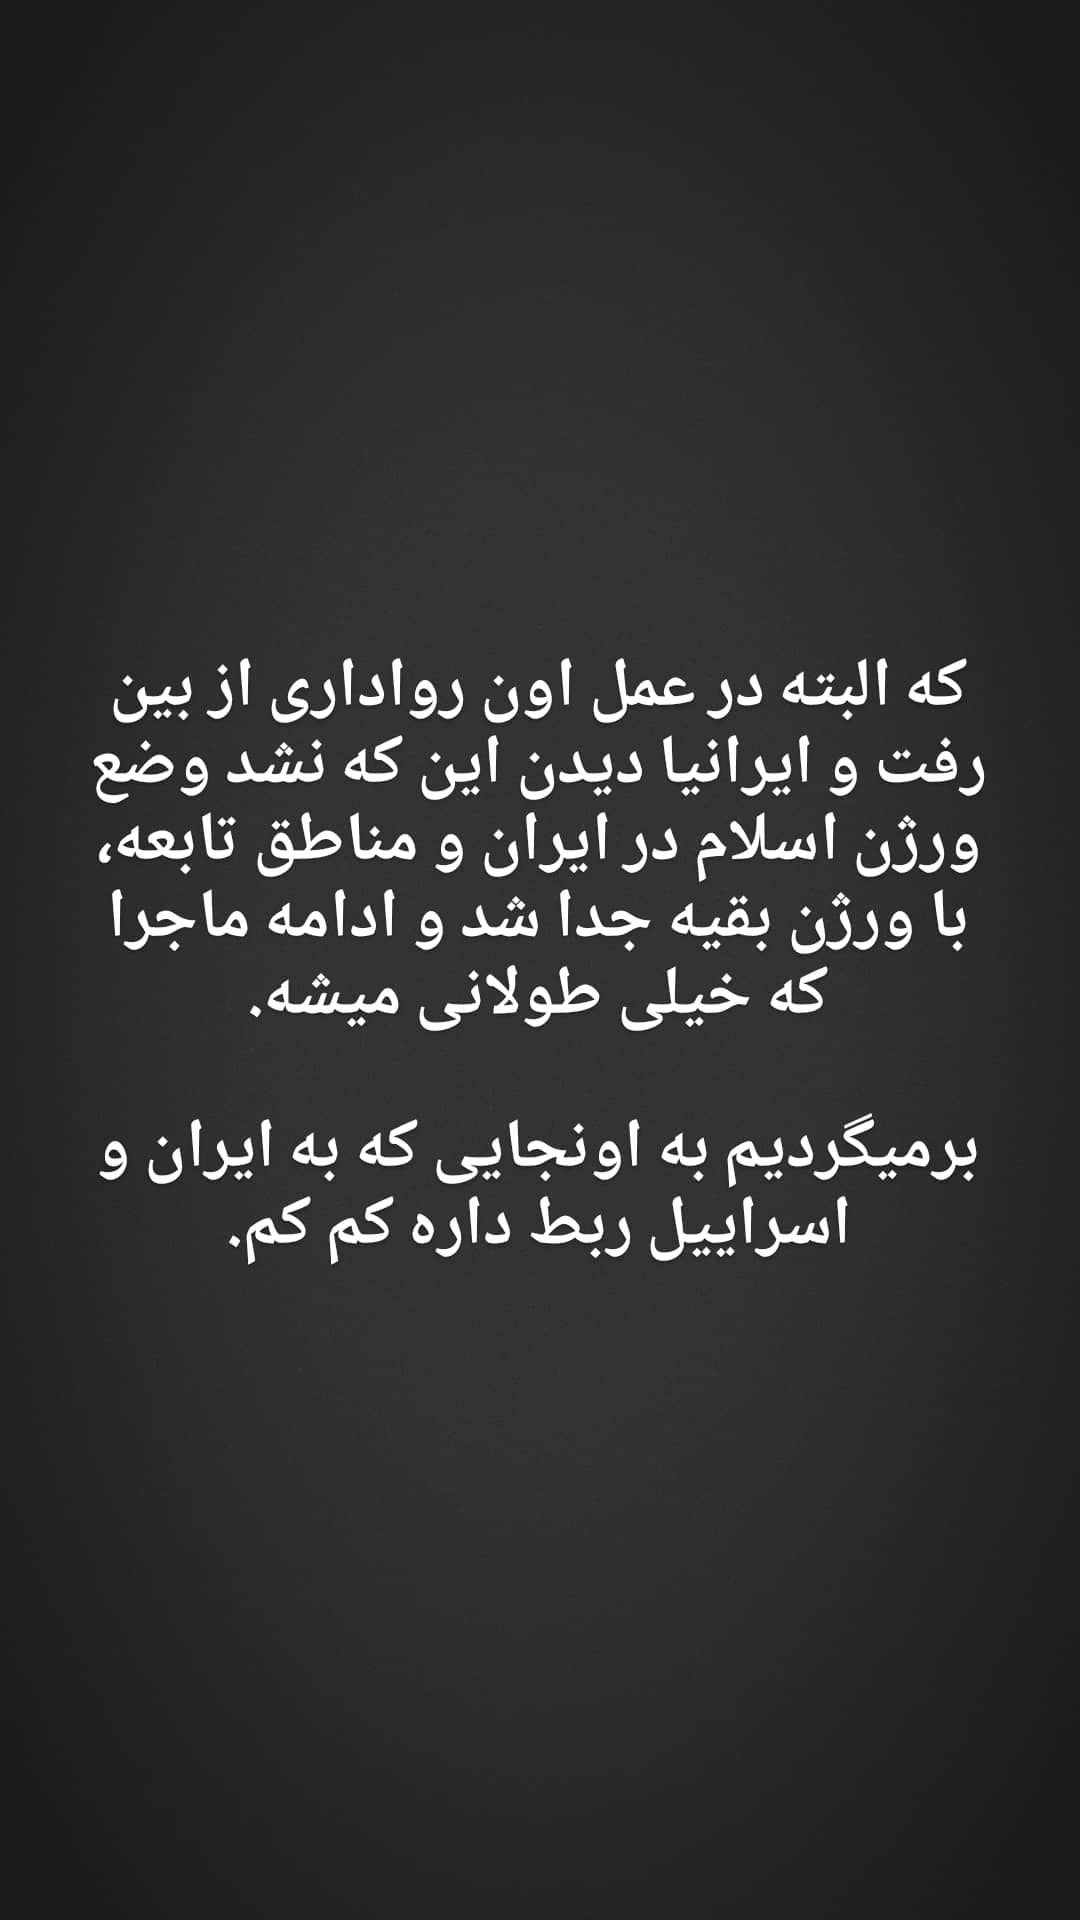 که البته در عمل اون رواداری از بین
رفت و ایرانیا دیدن این که نشد وضع
ورژن اسلام در ایران و مناطق تابعه،
با ورژن بقیه جدا شد و ادامه ماجرا
که خیلی طولانی میشه.
برمیگردیم به اونجایی که به ایران و
اسراییل ربط داره کم کم.